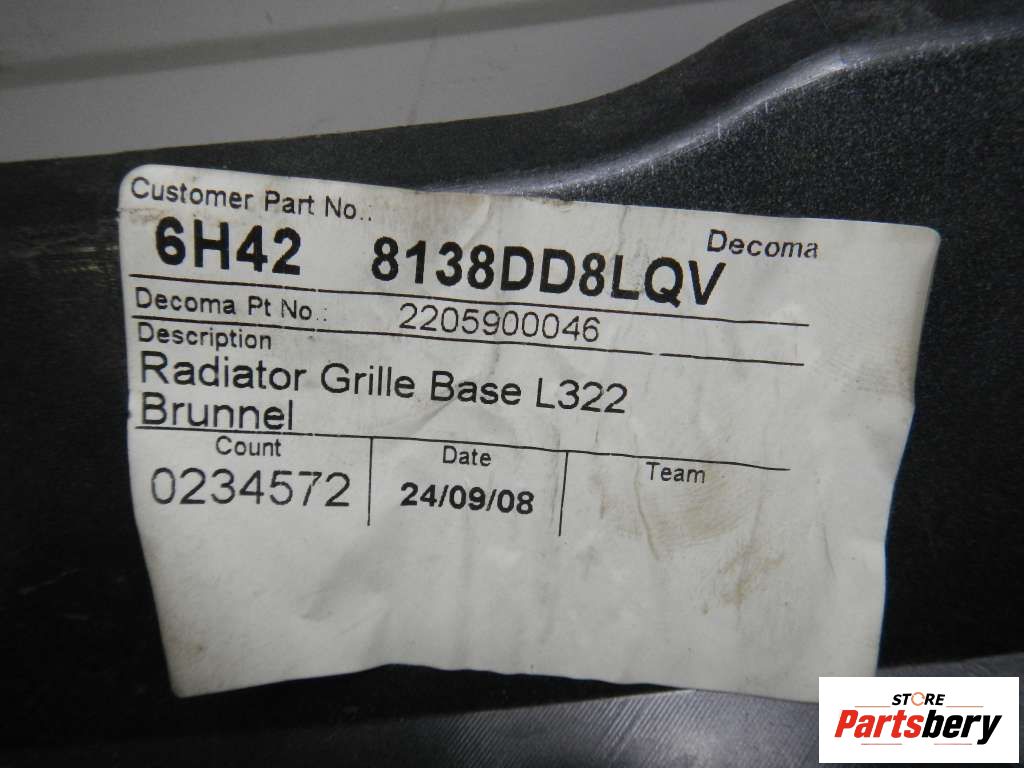 Customer Part No.:
Decoma
6H42 8138DD8LQV
Decoma Pt No.: 2205900046
Description
Radiator Grille Base L322
Brunnel
Count Date Team
0234572 24/09/08
STORE
Partsbery